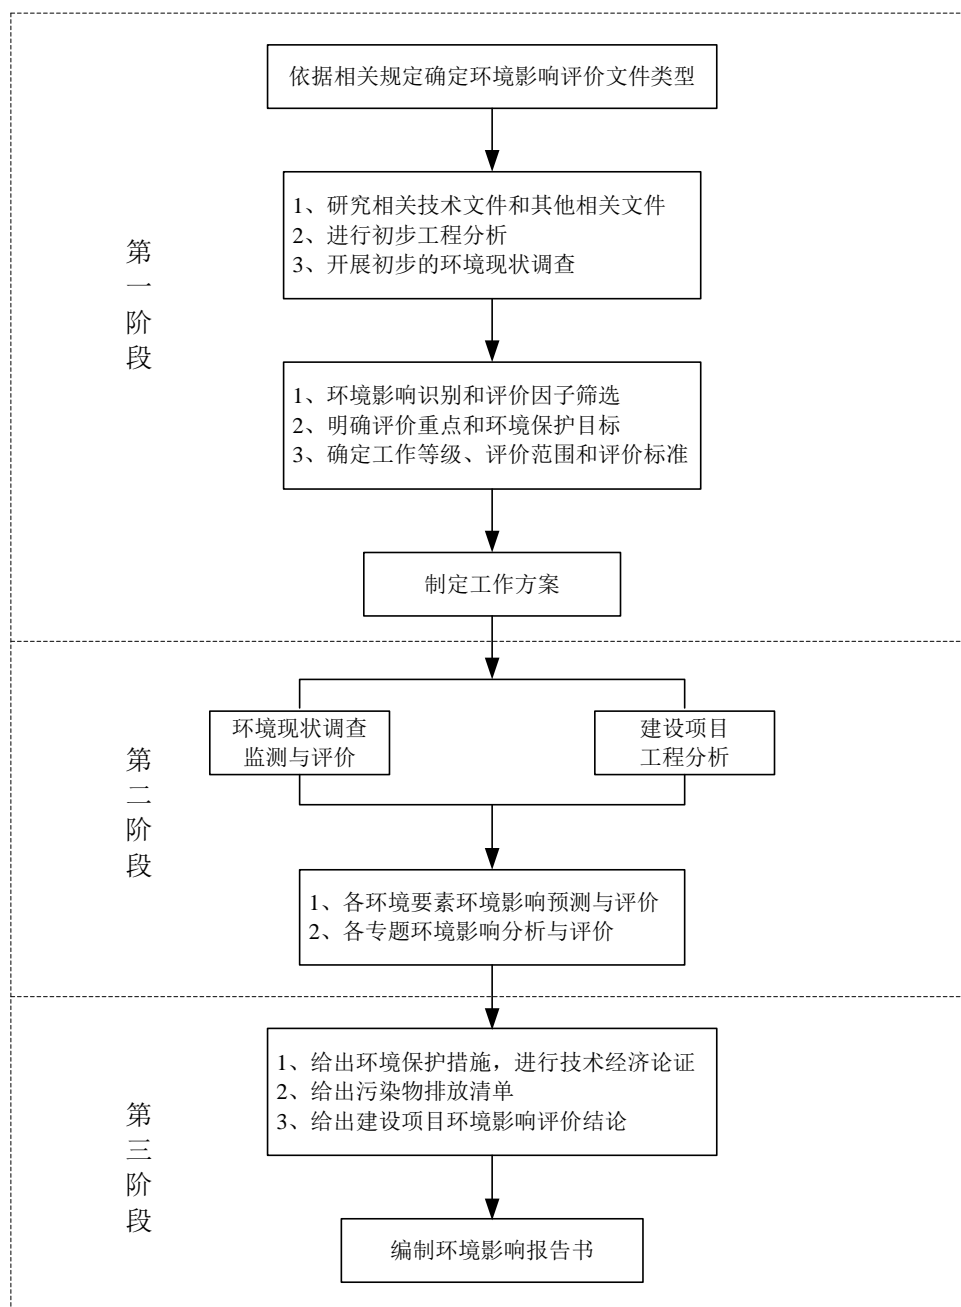 依据相关规定确定环境影响评价文件类型
1、研究相关技术文件和其他相关文件
2、进行初步工程分析
3、开展初步的环境现状调查
第一阶段
1、环境影响识别和评价因子筛选
2、明确评价重点和环境保护目标
3、确定工作等级、评价范围和评价标准
制定工作方案
环境现状调查
监测与评价
建设项目
工程分析
第二阶段
1、各环境要素环境影响预测与评价
2、各专题环境影响分析与评价
1、给出环境保护措施，进行技术经济论证
2、给出污染物排放清单
3、给出建设项目环境影响评价结论
第三阶段
编制环境影响报告书